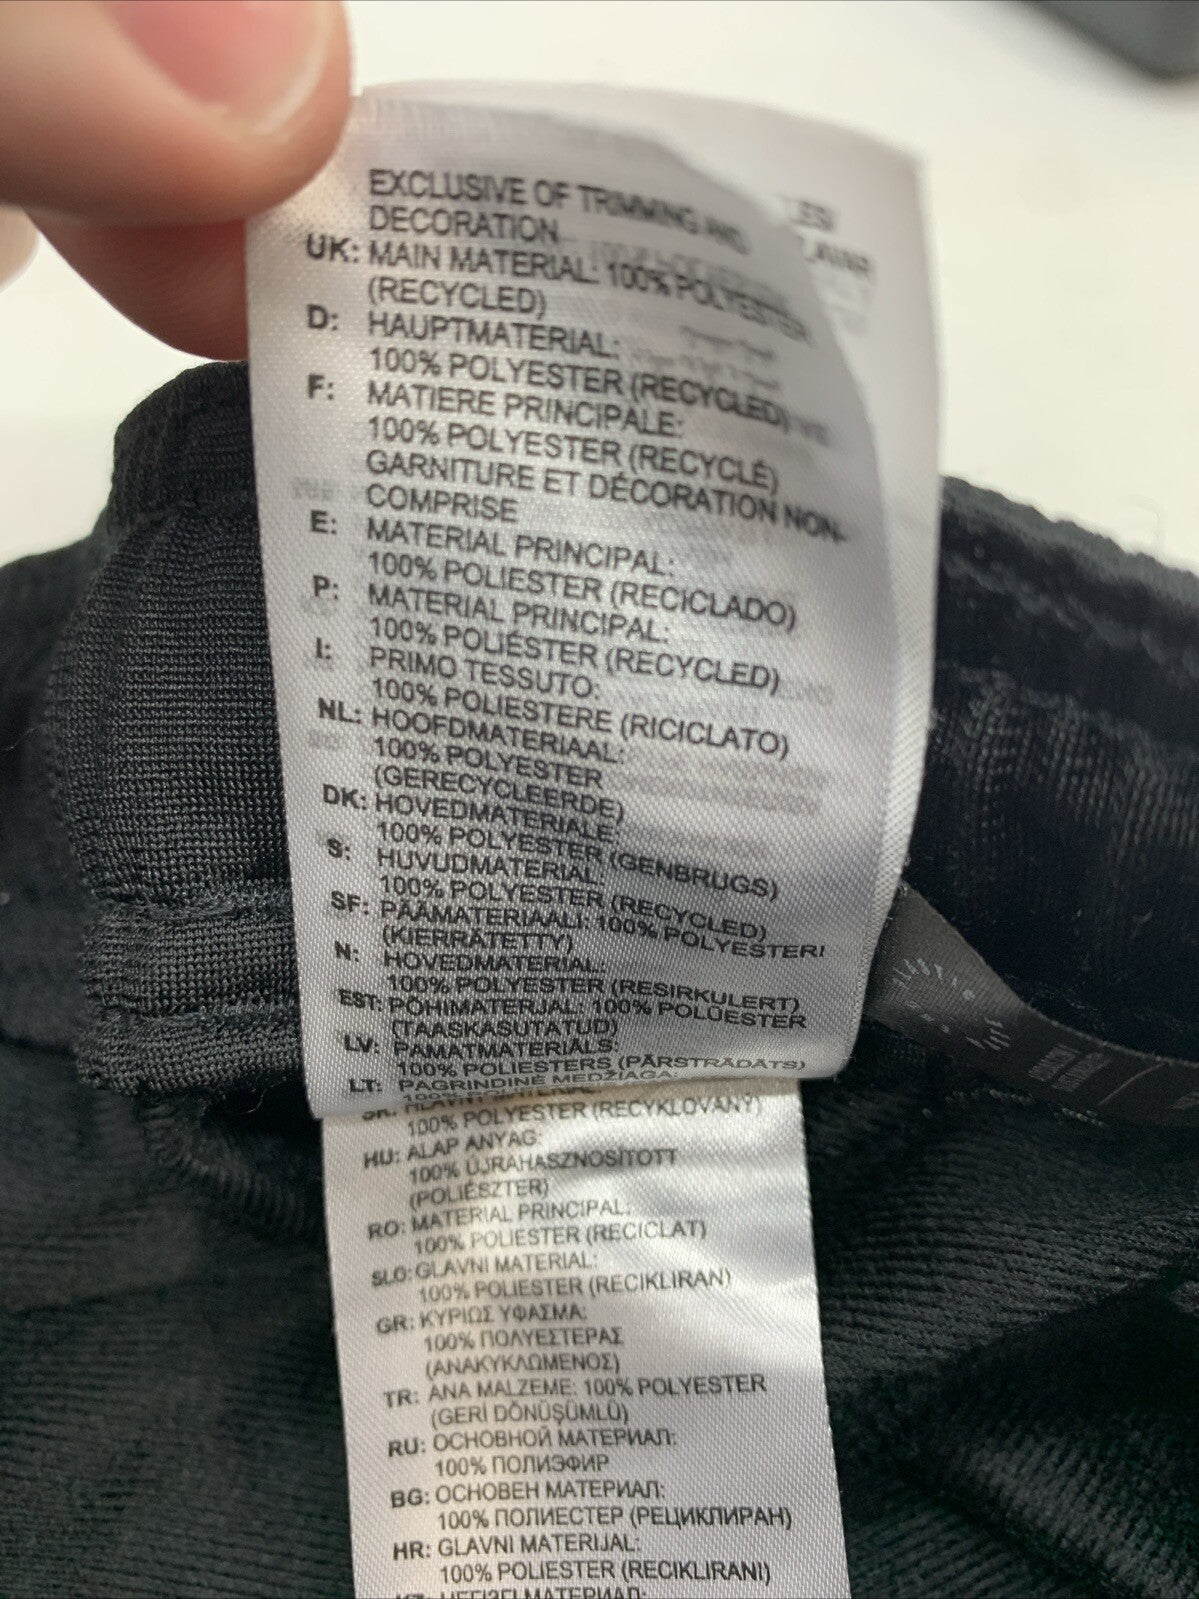 EXCLUSIVE OF TRIMMING AND
DECORATION
UK: MAIN MATERIAL: 100% POLYESTER
(RECYCLED)
D: HAUPTMATERIAL:
100% POLYESTER (RECYCLED)
F: MATIERE PRINCIPALE:
100% POLYESTER (RECYCLÉ)
GARNITURE ET DÉCORATION NON-
COMPRISE
E: MATERIAL PRINCIPAL:
100% POLIESTER (RECICLADO)
P: MATERIAL PRINCIPAL:
100% POLIÉSTER (RECYCLED)
I: PRIMO TESSUTO:
100% POLIESTERE (RICICLATO)
NL: HOOFDMATERIAAL:
100% POLYESTER
(GERECYCLEERDE)
DK: HOVEDMATERIALE:
100% POLYESTER (GENBRUGS)
S: HUVUDMATERIAL:
100% POLYESTER (RECYCLED)
SF: PÄÄMATERIAALI: 100% POLYESTERI
(KIERRÄTETTY)
N: HOVEDMATERIAL:
100% POLYESTER (RESIRKULERT)
EST: PÕHIMATERJAL: 100% POLÜESTER
(TAASKASUTATUD)
LV: PAMATMATERIĀLS:
100% POLIESTERS (PĀRSTRĀDĀTS)
LT: PAGRINDINĖ MEDŽIAGA:
100% POLYESTER (RECYKLOVANÝ)
HU: ALAP ANYAG:
100% ÚJRAHASZNOSÍTOTT
(POLIÉSZTER)
RO: MATERIAL PRINCIPAL:
100% POLIESTER (RECICLAT)
SLO: GLAVNI MATERIAL:
100% POLIESTER (RECIKLIRAN)
GR: ΚΥΡΙΩΣ ΥΦΑΣΜΑ:
100% ΠΟΛΥΕΣΤΕΡΑΣ
(ΑΝΑΚΥΚΛΩΜΕΝΟΣ)
TR: ANA MALZEME: 100% POLYESTER
(GERİ DÖNÜŞÜMLÜ)
RU: ОСНОВНОЙ МАТЕРИАЛ:
100% ПОЛИЭФИР
BG: ОСНОВЕН МАТЕРИАЛ:
100% ПОЛИЕСТЕР (РЕЦИКЛИРАН)
HR: GLAVNI MATERIJAL:
100% POLIESTER (RECIKLIRANI)